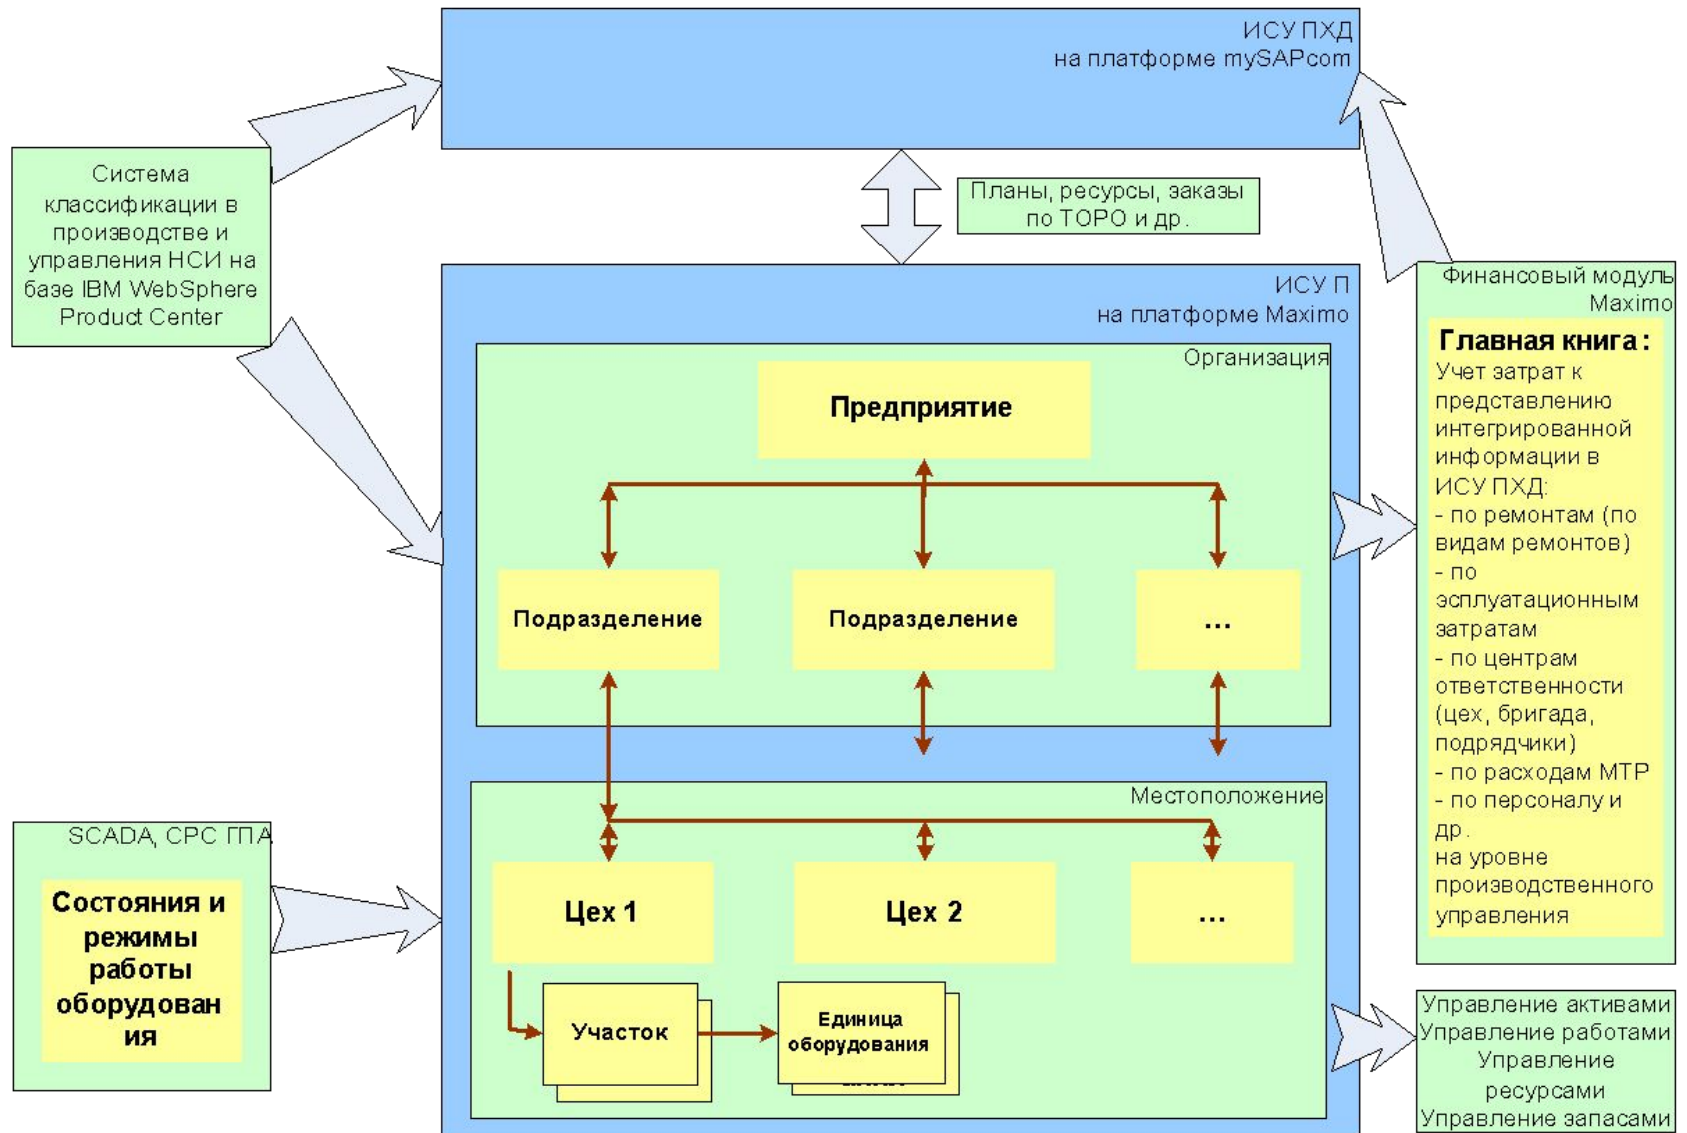 ИСУ ПХД
на платформе mySAPcom
Система
классификации в
производстве и
управления НСИ на
базе IBM WebSphere
Product Center
Планы, ресурсы, заказы
по ТОРО и др.
ИСУ П
на платформе Maximo
Организация
Предприятие
Подразделение
Подразделение
...
Местоположение
Цех 1
Цех 2
...
Участок
Единица
оборудования
SCADA, СРС ГПА
Состояния и
режимы
работы
оборудован
ия
Финансовый модуль
Maximo
Главная книга :
Учет затрат к
представлению
интегрированной
информации в
ИСУ ПХД:
- по ремонтам (по
видам ремонтов)
- по
эсплуатационным
затратам
- по центрам
ответственности
(цех, бригада,
подрядчики)
- по расходам МТР
- по персоналу и
др.
на уровне
производственного
управления
Управление активами
Управление работами
Управление
ресурсами
Управление запасами